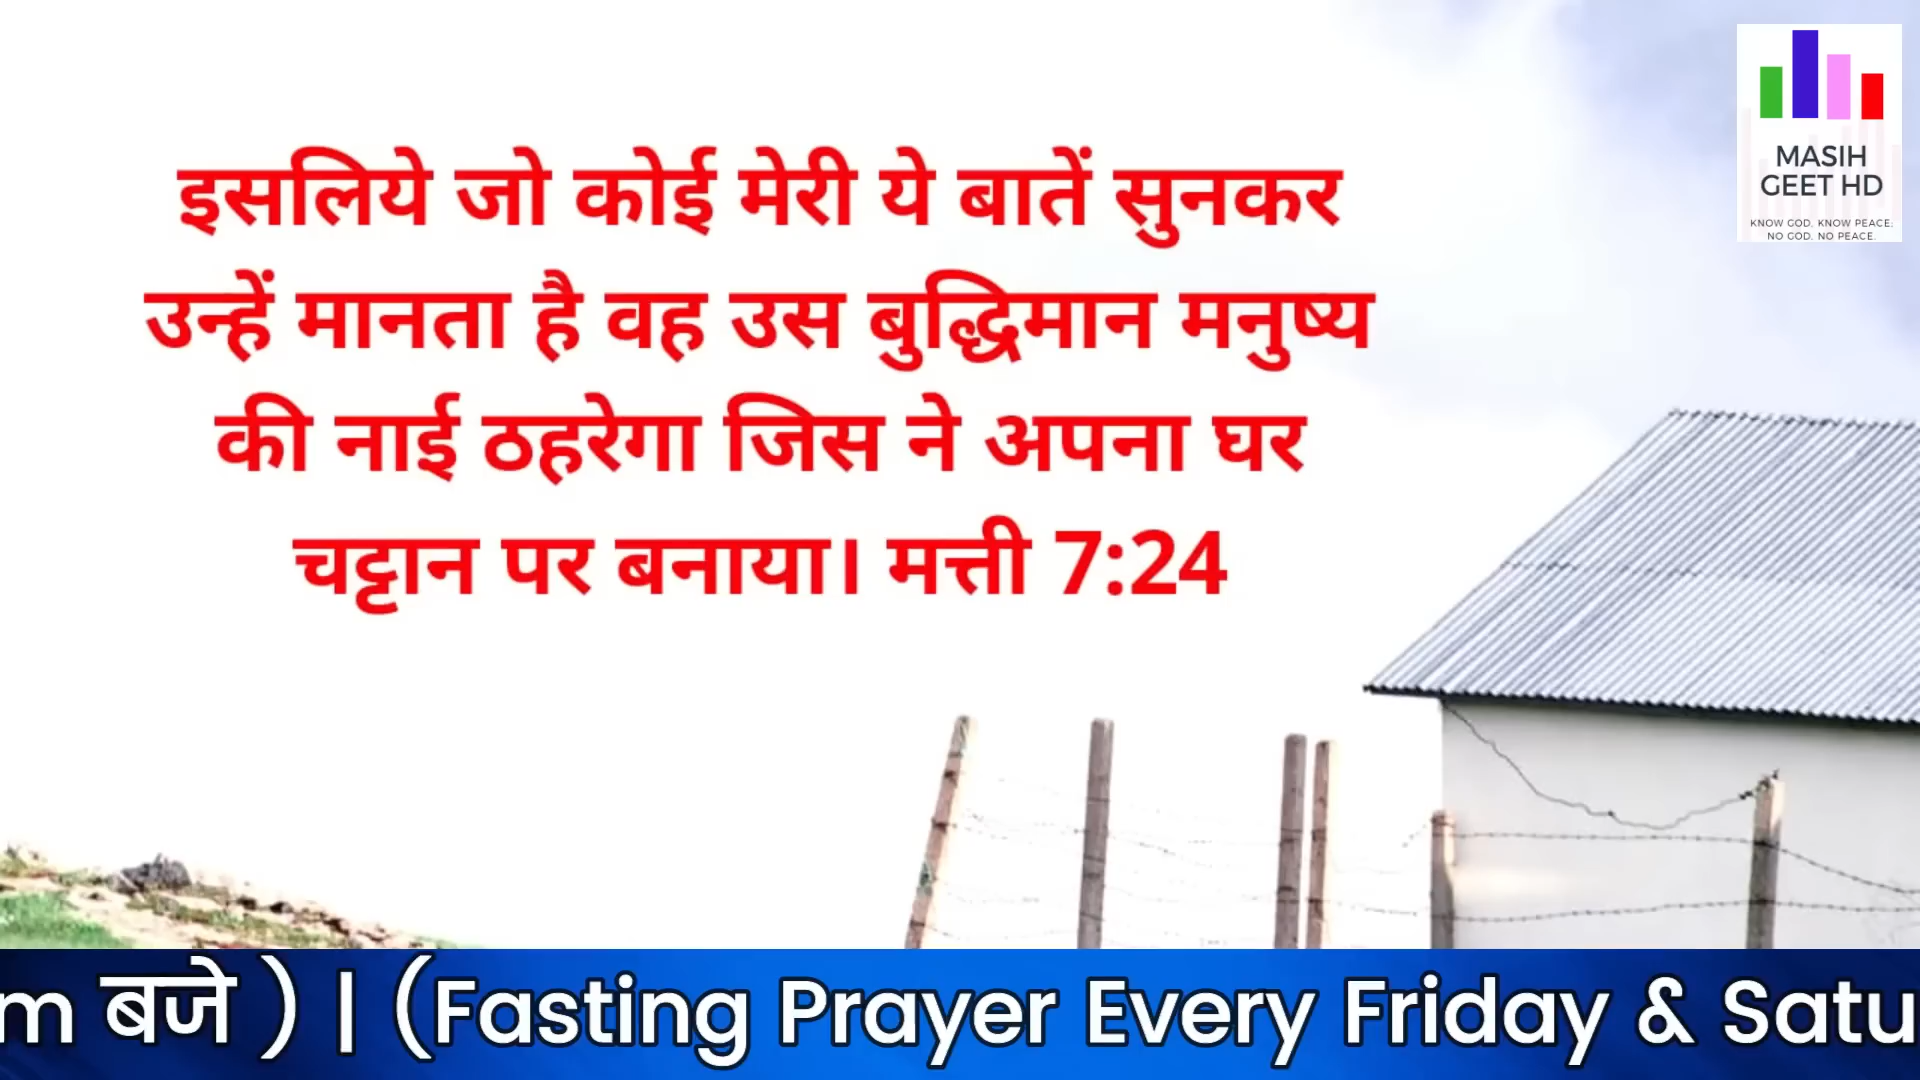 इसलिये जो कोई मेरी ये बातें सुनकर
उन्हें मानता है वह उस बुद्धिमान मनुष्य
की नाई ठहरेगा जिस ने अपना घर
चट्टान पर बनाया। मत्ती 7:24
MASIH
GEET HD
KNOW GOD. KNOW PEACE:
NO GOD. NO PEACE.
m बजे ) | (Fasting Prayer Every Friday & Satu